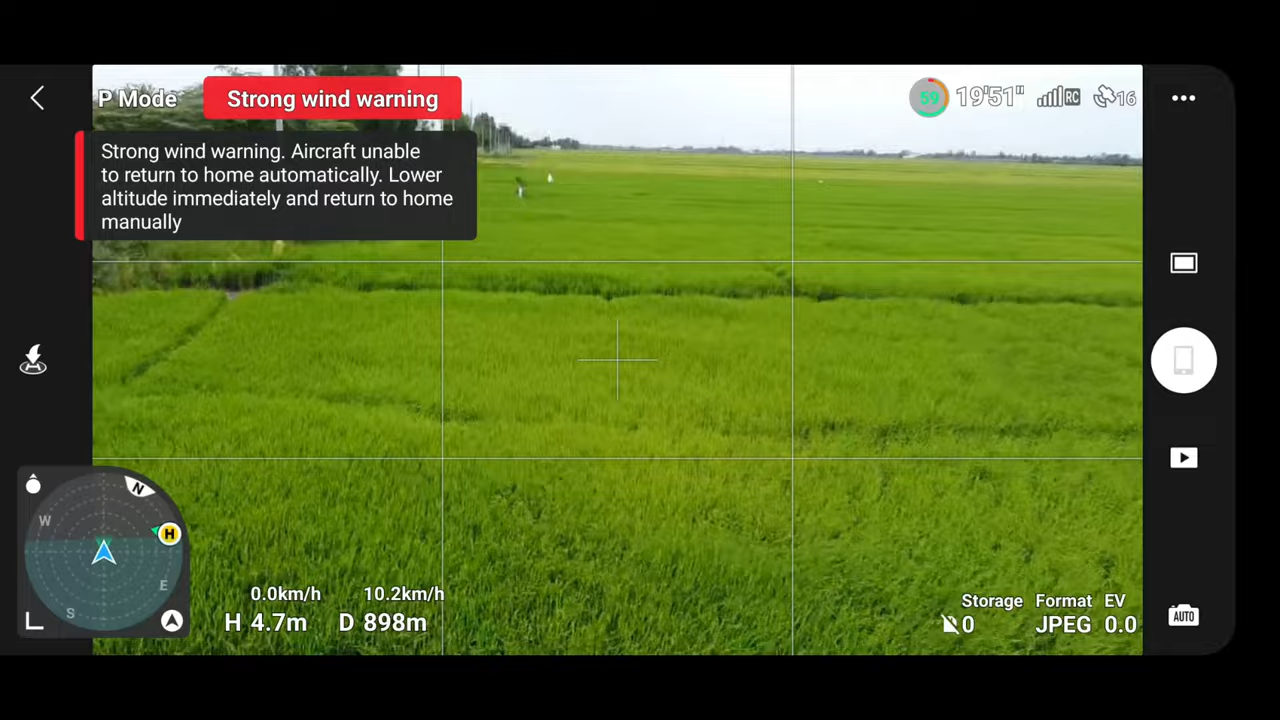 P Mode
Strong wind warning
59
19'51"
RC
16
Strong wind warning. Aircraft unable
to return to home automatically. Lower
altitude immediately and return to home
manually
N
W
H
E
S
0.0km/h
10.2km/h
H 4.7m
D 898m
Storage Format EV
0 JPEG 0.0
AUTO